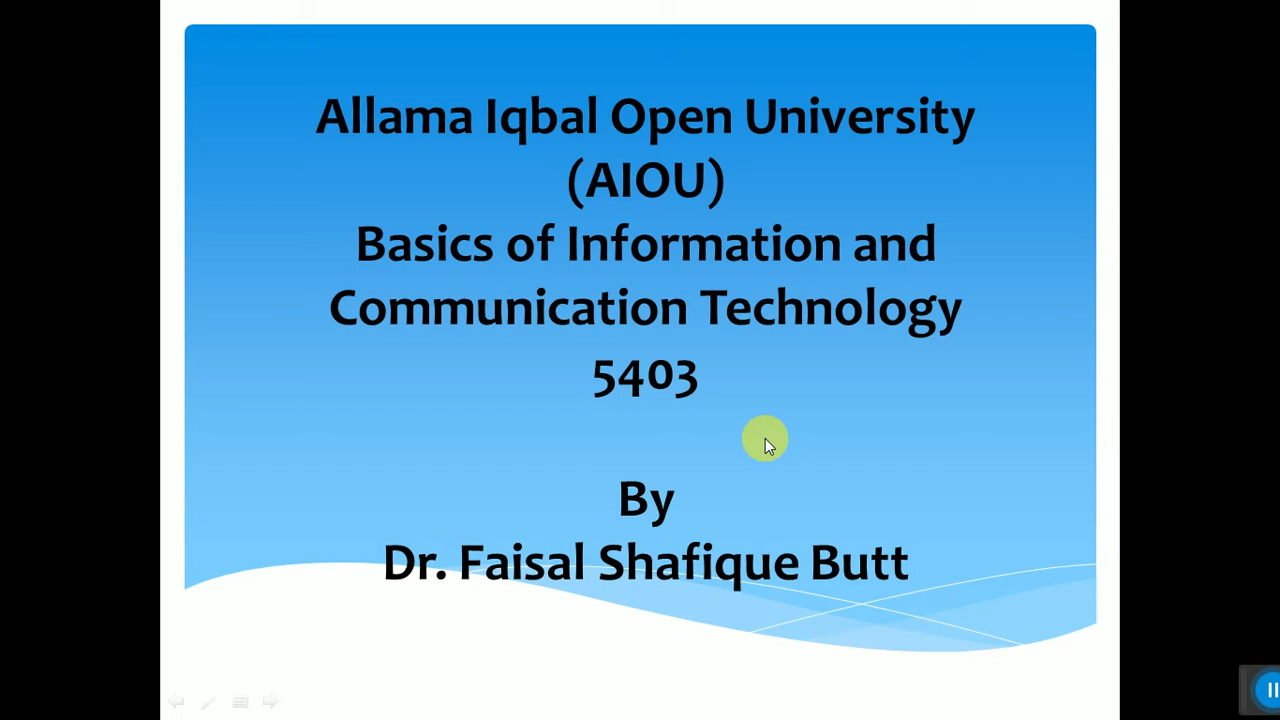 Allama Iqbal Open University
(AIOU)
Basics of Information and
Communication Technology
5403
By
Dr. Faisal Shafique Butt